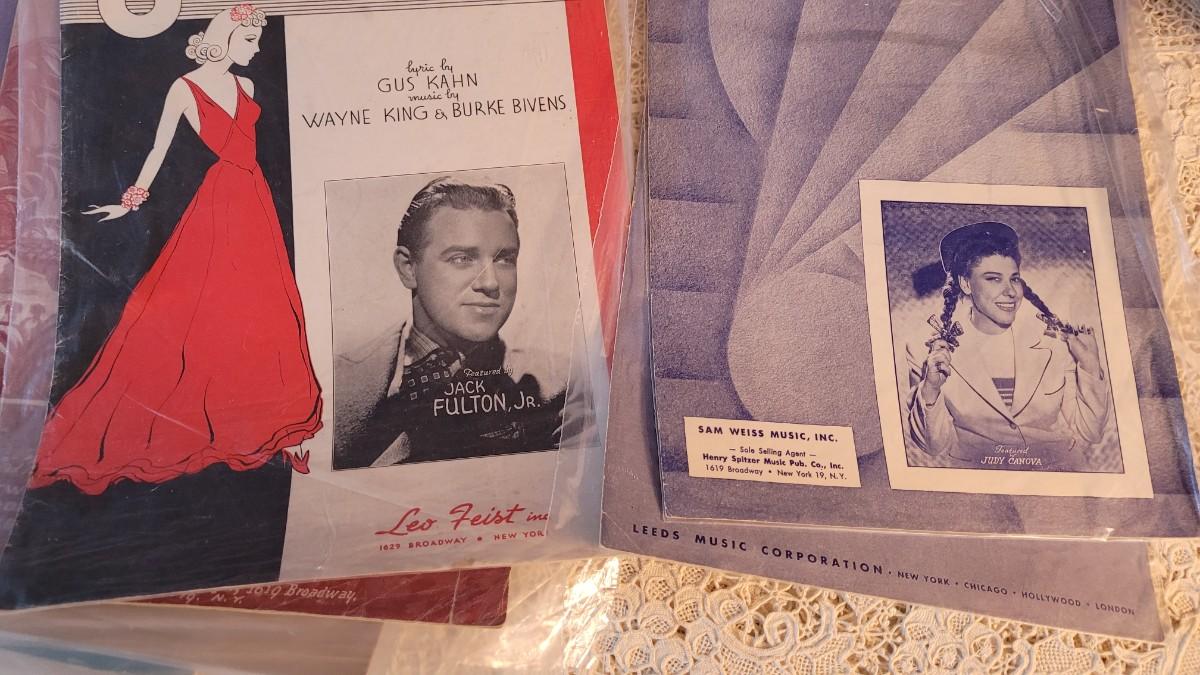 lyric by
GUS KAHN
music by
WAYNE KING & BURKE BIVENS
Featured by
JACK
FULTON, JR.
Leo Feist inc
1629 BROADWAY • NEW YORK
N. Y. 1619 Broadway.
SAM WEISS MUSIC, INC.
— Sole Selling Agent —
Henry Spitzer Music Pub. Co., Inc.
1619 Broadway • New York 19, N.Y.
Featured by
JUDY CANOVA
LEEDS MUSIC CORPORATION • NEW YORK • CHICAGO • HOLLYWOOD • LONDON